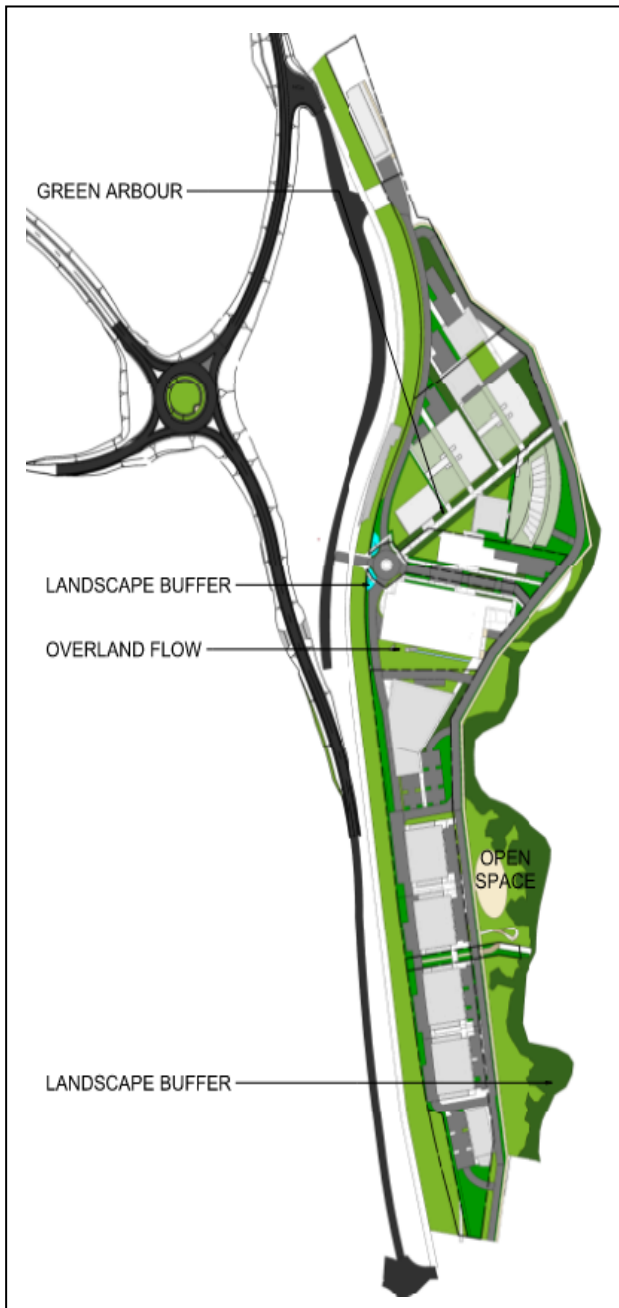 GREEN ARBOUR
LANDSCAPE BUFFER
OVERLAND FLOW
OPEN
SPACE
LANDSCAPE BUFFER